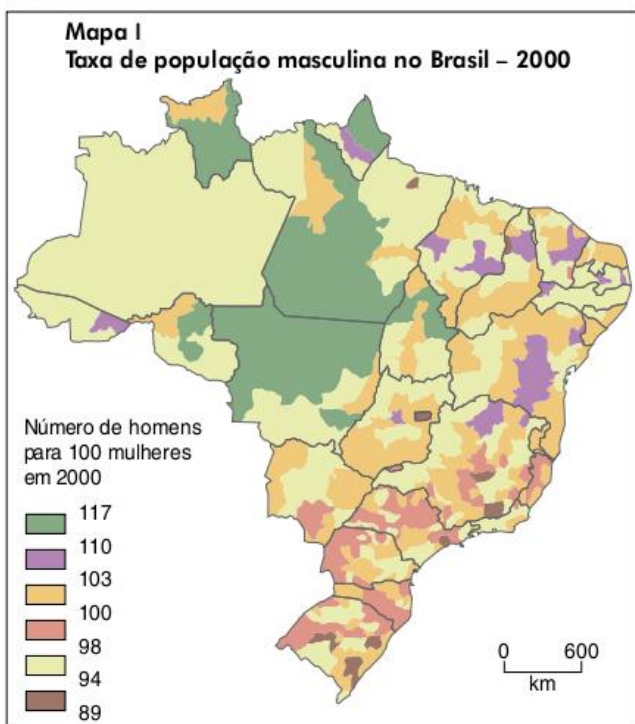 Mapa I
Taxa de população masculina no Brasil – 2000
Número de homens
para 100 mulheres
em 2000
117
110
103
100
98
94
89
0 600
km